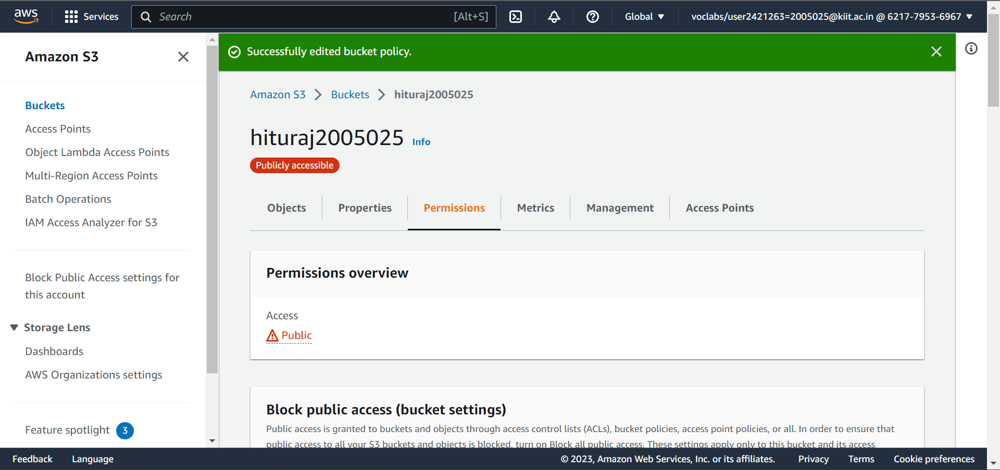 aws
Services
Search
[Alt+S]
Global
voclabs/user2421263=2005025@kiit.ac.in @ 6217-7953-6967
Amazon S3
Buckets
Access Points
Object Lambda Access Points
Multi-Region Access Points
Batch Operations
IAM Access Analyzer for S3
Block Public Access settings for
this account
Storage Lens
Dashboards
AWS Organizations settings
Feature spotlight 3
Successfully edited bucket policy.
Amazon S3 > Buckets > hituraj2005025
hituraj2005025 Info
Publicly accessible
Objects
Properties
Permissions
Metrics
Management
Access Points
Permissions overview
Access
Public
Block public access (bucket settings)
Public access is granted to buckets and objects through access control lists (ACLs), bucket policies, access point policies, or all. In order to ensure that
public access to all your S3 buckets and objects is blocked, turn on Block all public access. These settings apply only to this bucket and its access
Feedback
Language
© 2023, Amazon Web Services, Inc. or its affiliates.
Privacy
Terms
Cookie preferences